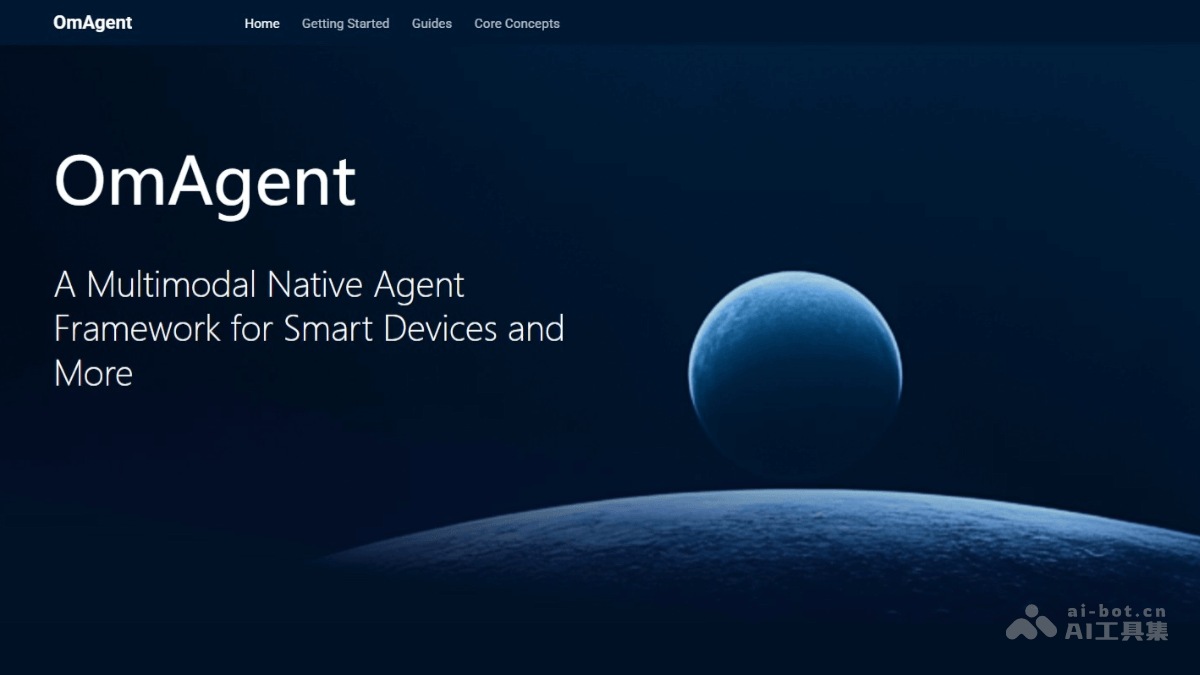 OmAgent
Home Getting Started Guides Core Concepts
OmAgent
A Multimodal Native Agent
Framework for Smart Devices and
More
ai-bot.cn
AI工具集